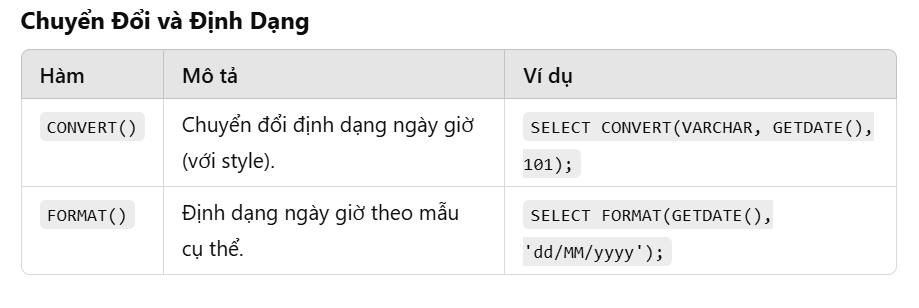 Chuyển Đổi và Định Dạng
Hàm Mô tả Ví dụ
CONVERT() Chuyển đổi định dạng ngày giờ SELECT CONVERT(VARCHAR, GETDATE(),
(với style). 101);
FORMAT() Định dạng ngày giờ theo mẫu SELECT FORMAT(GETDATE(),
cụ thể. 'dd/MM/yyyy');